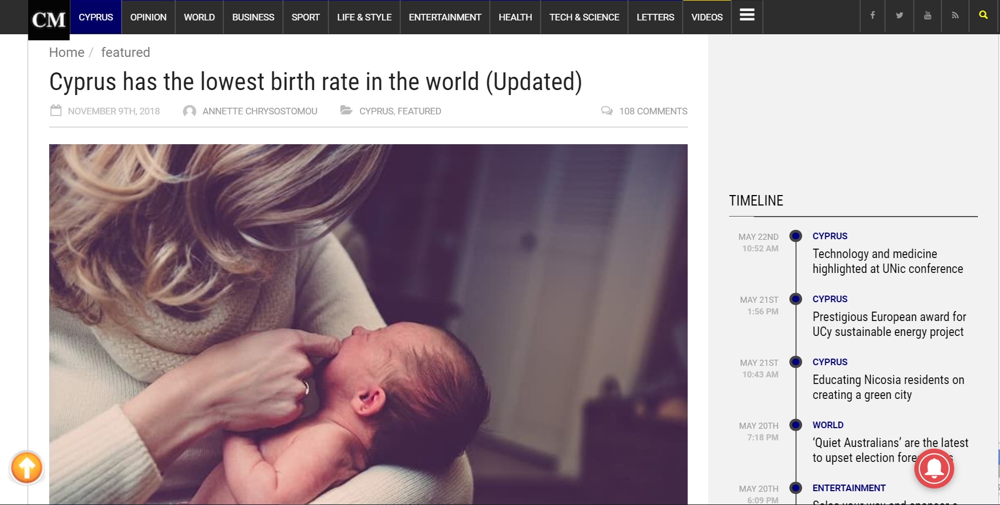 CM
CYPRUS
OPINION
WORLD
BUSINESS
SPORT
LIFE & STYLE
ENTERTAINMENT
HEALTH
TECH & SCIENCE
LETTERS
VIDEOS
Home / featured
Cyprus has the lowest birth rate in the world (Updated)
NOVEMBER 9TH, 2018
ANNETTE CHRYSOSTOMOU
CYPRUS, FEATURED
108 COMMENTS
TIMELINE
MAY 22ND
10:52 AM
CYPRUS
Technology and medicine
highlighted at UNic conference
MAY 21ST
1:56 PM
CYPRUS
Prestigious European award for
UCy sustainable energy project
MAY 21ST
10:43 AM
CYPRUS
Educating Nicosia residents on
creating a green city
MAY 20TH
7:18 PM
WORLD
‘Quiet Australians’ are the latest
to upset election
MAY 20TH
6:09 PM
ENTERTAINMENT